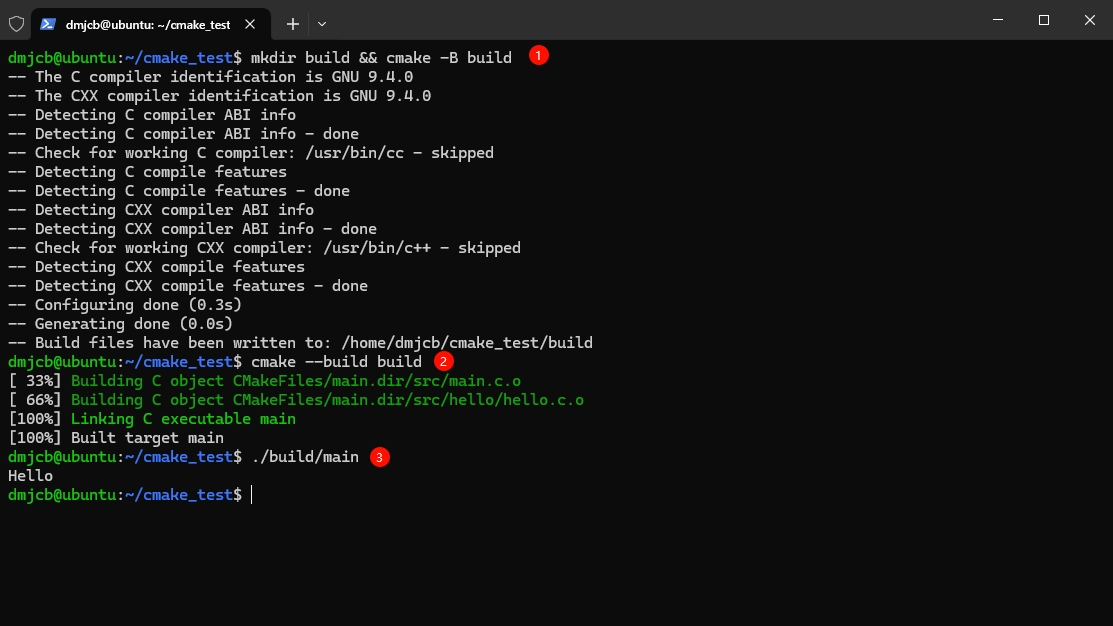 dmjcb@ubuntu: ~/cmake_test
dmjcb@ubuntu:~/cmake_test$ mkdir build && cmake -B build 1
-- The C compiler identification is GNU 9.4.0
-- The CXX compiler identification is GNU 9.4.0
-- Detecting C compiler ABI info
-- Detecting C compiler ABI info - done
-- Check for working C compiler: /usr/bin/cc - skipped
-- Detecting C compile features
-- Detecting C compile features - done
-- Detecting CXX compiler ABI info
-- Detecting CXX compiler ABI info - done
-- Check for working CXX compiler: /usr/bin/c++ - skipped
-- Detecting CXX compile features
-- Detecting CXX compile features - done
-- Configuring done (0.3s)
-- Generating done (0.0s)
-- Build files have been written to: /home/dmjcb/cmake_test/build
dmjcb@ubuntu:~/cmake_test$ cmake --build build 2
[ 33%] Building C object CMakeFiles/main.dir/src/main.c.o
[ 66%] Building C object CMakeFiles/main.dir/src/hello/hello.c.o
[100%] Linking C executable main
[100%] Built target main
dmjcb@ubuntu:~/cmake_test$ ./build/main 3
Hello
dmjcb@ubuntu:~/cmake_test$